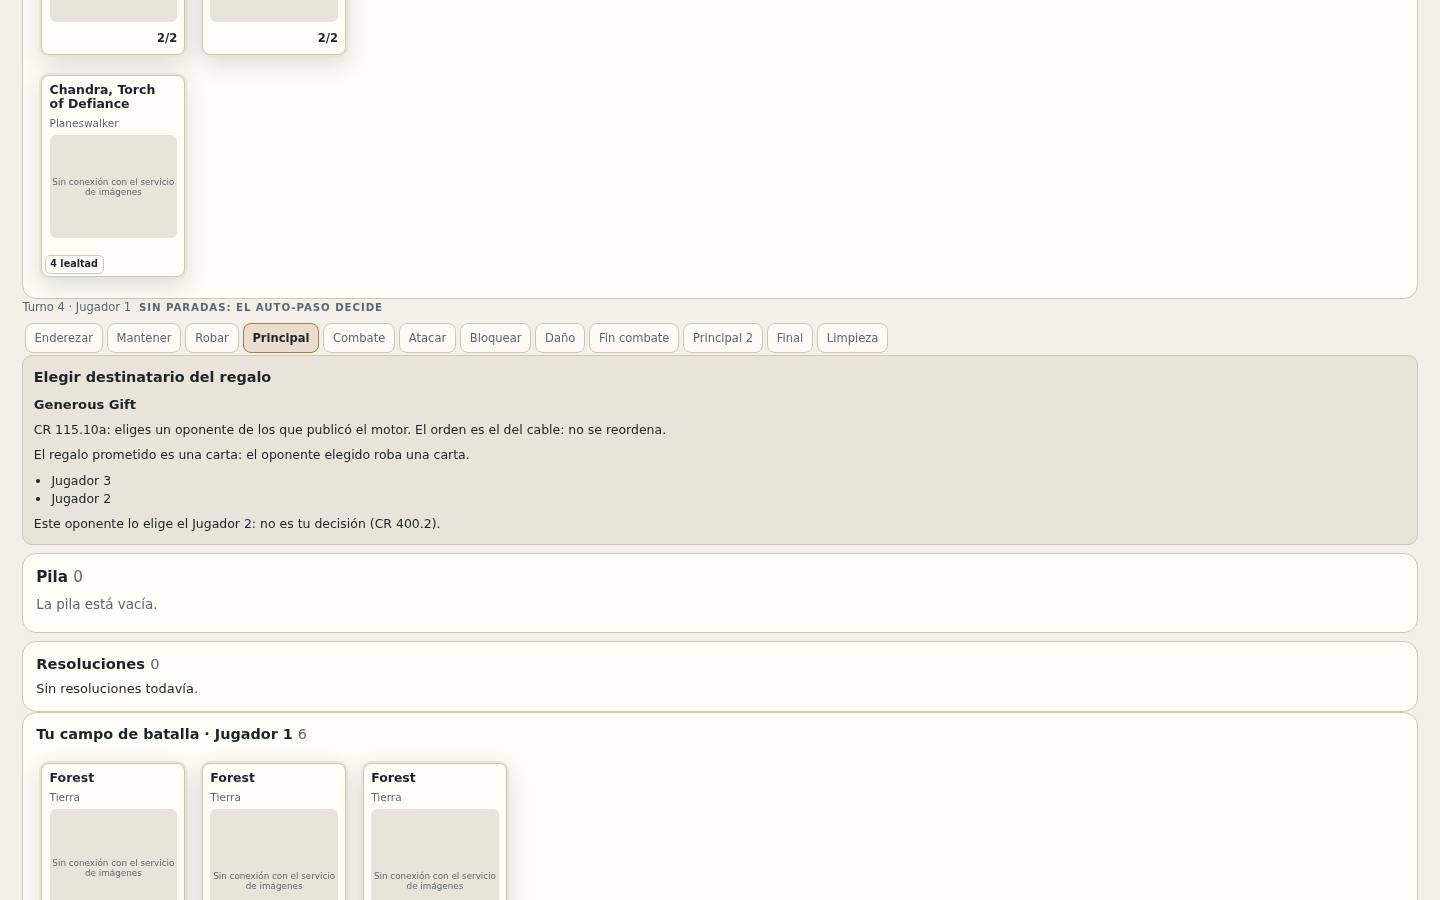 2/2
2/2
Chandra, Torch
of Defiance
Planeswalker
Sin conexión con el servicio
de imágenes
4 lealtad
Turno 4 · Jugador 1 SIN PARADAS: EL AUTO-PASO DECIDE
Enderezar Mantener Robar Principal Combate Atacar Bloquear Daño Fin combate Principal 2 Final Limpieza
Elegir destinatario del regalo
Generous Gift
CR 115.10a: eliges un oponente de los que publicó el motor. El orden es el del cable: no se reordena.
El regalo prometido es una carta: el oponente elegido roba una carta.
• Jugador 3
• Jugador 2
Este oponente lo elige el Jugador 2: no es tu decisión (CR 400.2).
Pila 0
La pila está vacía.
Resoluciones 0
Sin resoluciones todavía.
Tu campo de batalla · Jugador 1 6
Forest
Tierra
Sin conexión con el servicio
de imágenes
Forest
Tierra
Sin conexión con el servicio
de imágenes
Forest
Tierra
Sin conexión con el servicio
de imágenes